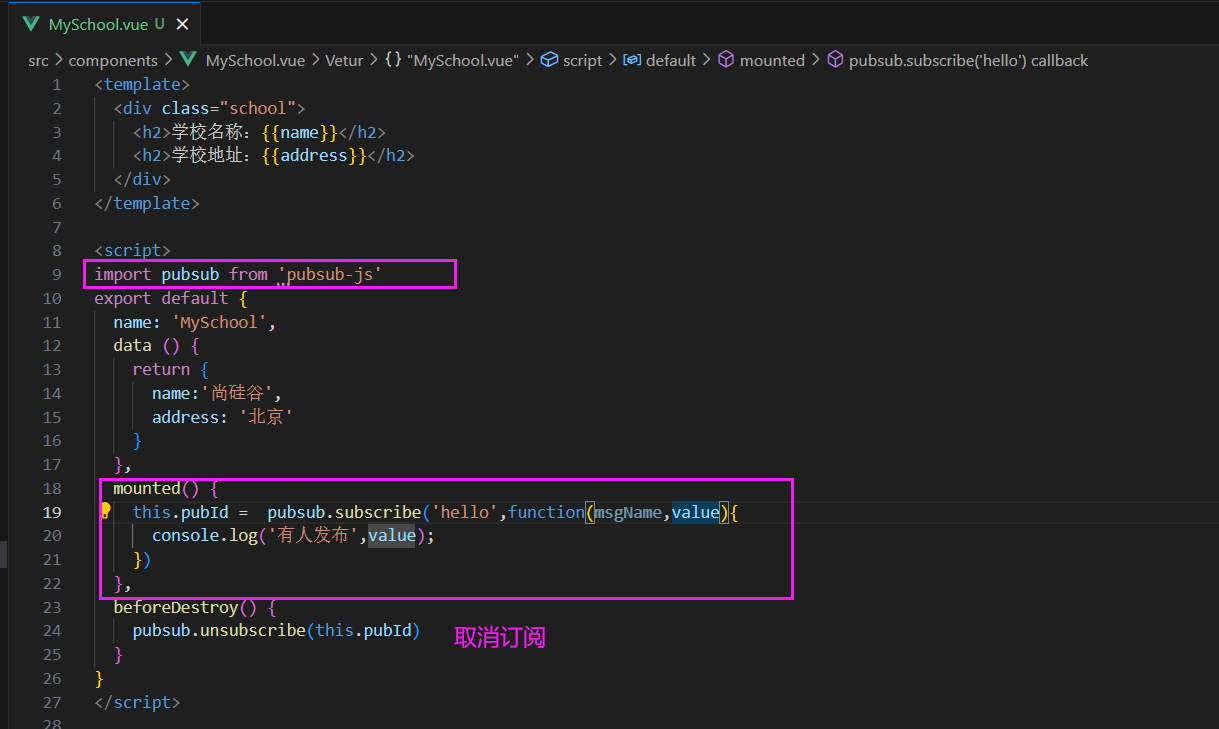 MySchool.vue U
src > components > MySchool.vue > Vetur > {} "MySchool.vue" > script > default > mounted > pubsub.subscribe('hello') callback
1 <template>
2 <div class="school">
3 <h2>学校名称：{{name}}</h2>
4 <h2>学校地址：{{address}}</h2>
5 </div>
6 </template>
7
8 <script>
9 import pubsub from 'pubsub-js'
10 export default {
11 name: 'MySchool',
12 data () {
13 return {
14 name:'尚硅谷',
15 address: '北京'
16 }
17 },
18 mounted() {
19 this.pubId =  pubsub.subscribe('hello',function(msgName,value){
20 console.log('有人发布',value);
21 })
22 },
23 beforeDestroy() {
24 pubsub.unsubscribe(this.pubId) 取消订阅
25 }
26 }
27 </script>
28